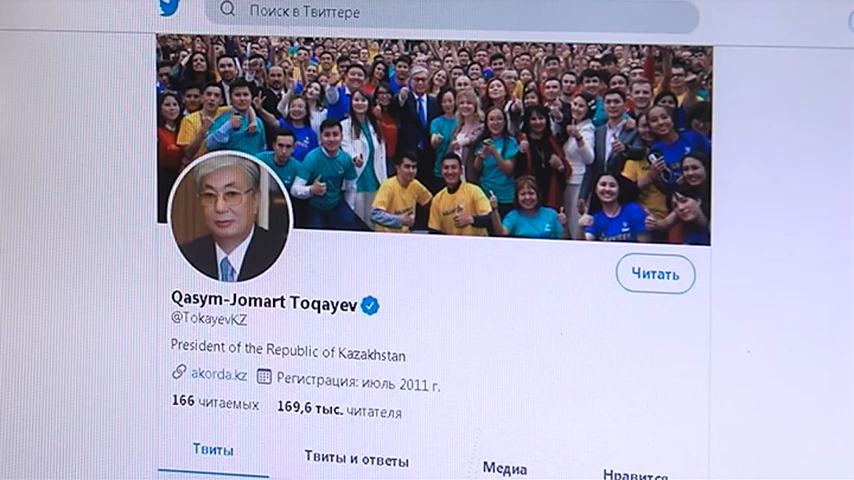 Поиск в Твиттере
Читать
Qasym-Jomart Toqayev
@TokayevKZ
President of the Republic of Kazakhstan
akorda.kz Регистрация: июль 2011 г.
166 читаемых 169,6 тыс. читателя
Твиты Твиты и ответы Медиа Нравится